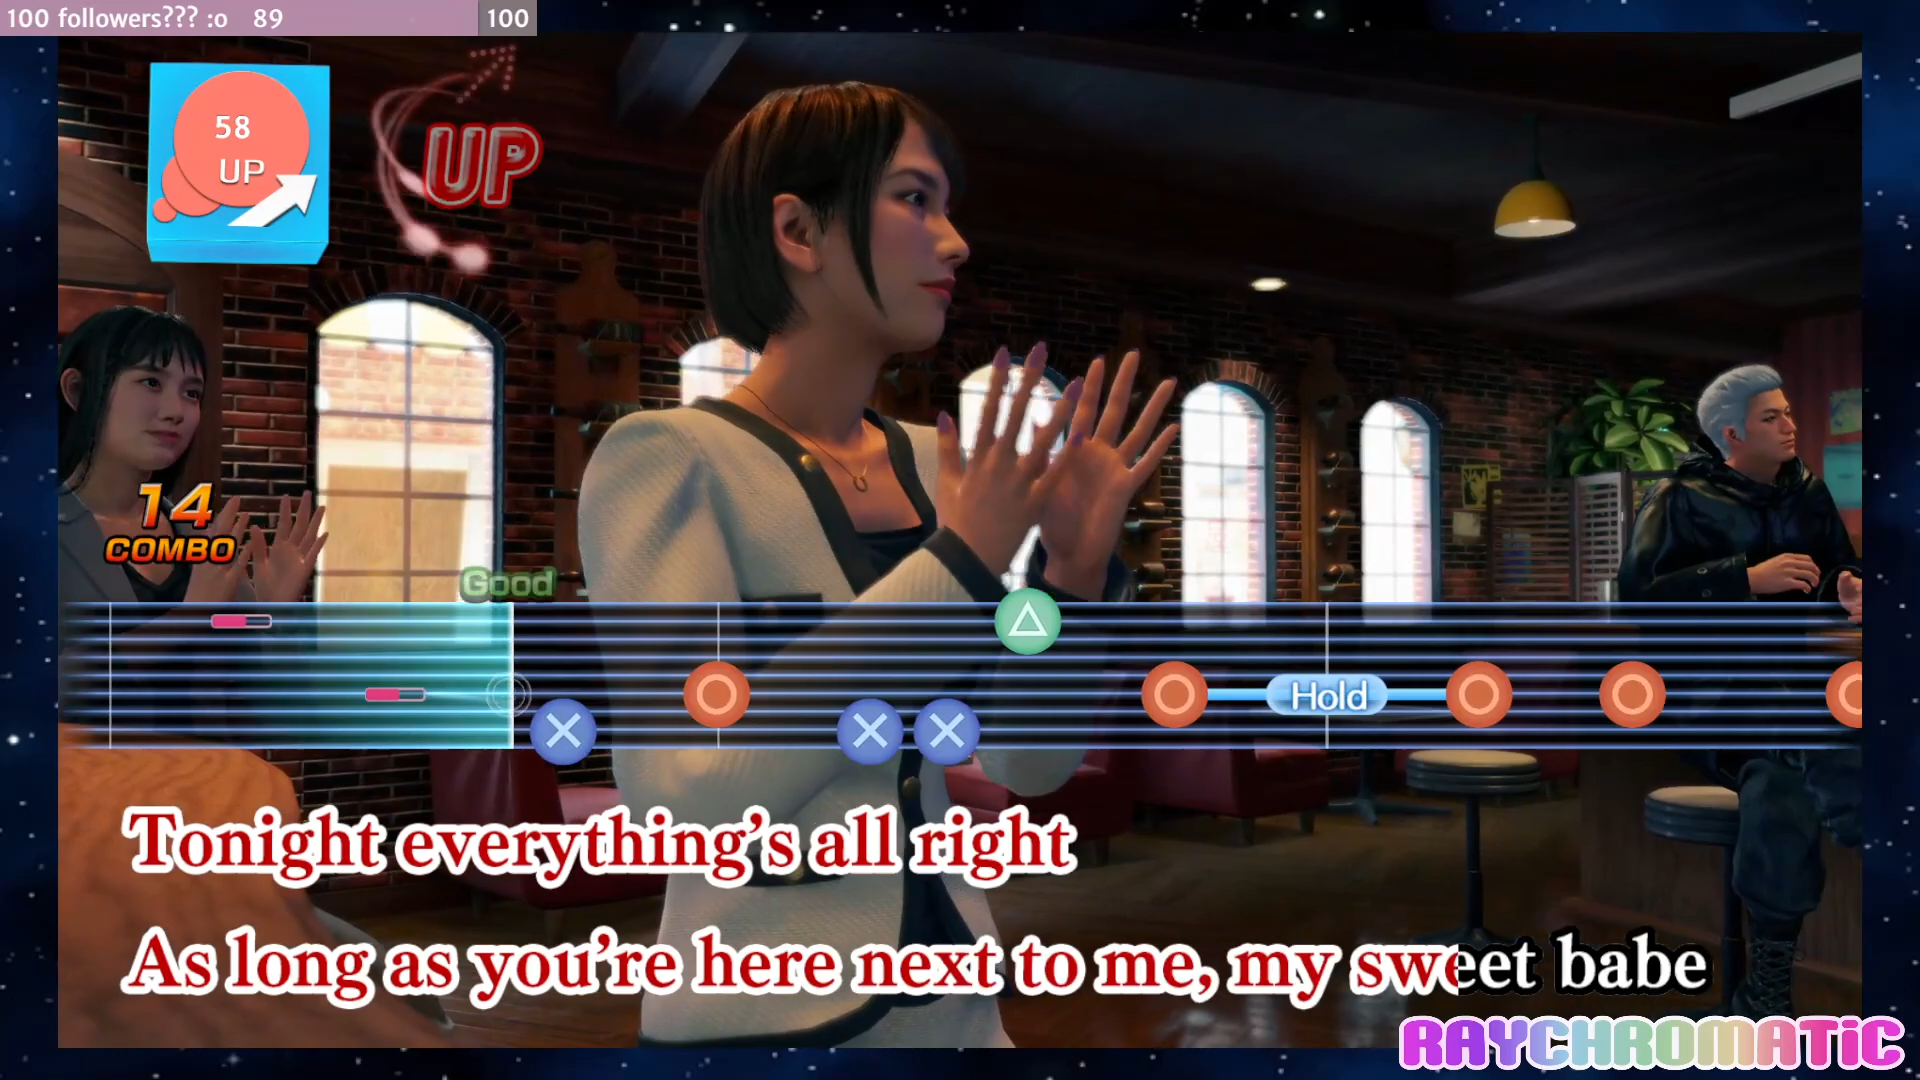 100 followers??? :o 89 100
58
UP
UP
14
COMBO
Good
Hold
Tonight everything's all right
As long as you're here next to me, my sweet babe
RAYCHROMATiC